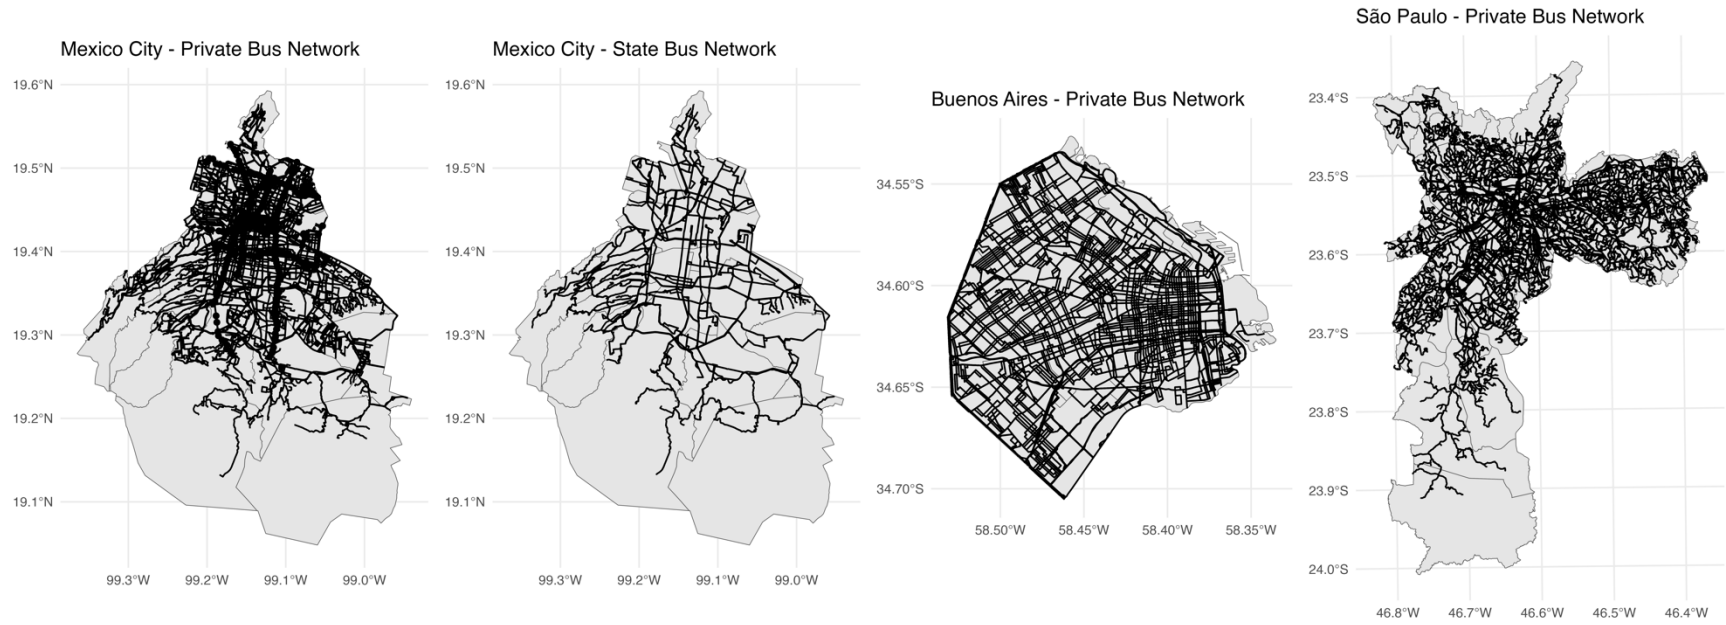 Mexico City - Private Bus Network
19.6°N
19.5°N
19.4°N
19.3°N
19.2°N
19.1°N
99.3°W 99.2°W 99.1°W 99.0°W
Mexico City - State Bus Network
19.6°N
19.5°N
19.4°N
19.3°N
19.2°N
19.1°N
99.3°W 99.2°W 99.1°W 99.0°W
Buenos Aires - Private Bus Network
34.55°S
34.60°S
34.65°S
34.70°S
58.50°W 58.45°W 58.40°W 58.35°W
São Paulo - Private Bus Network
23.4°S
23.5°S
23.6°S
23.7°S
23.8°S
23.9°S
24.0°S
46.8°W 46.7°W 46.6°W 46.5°W 46.4°W